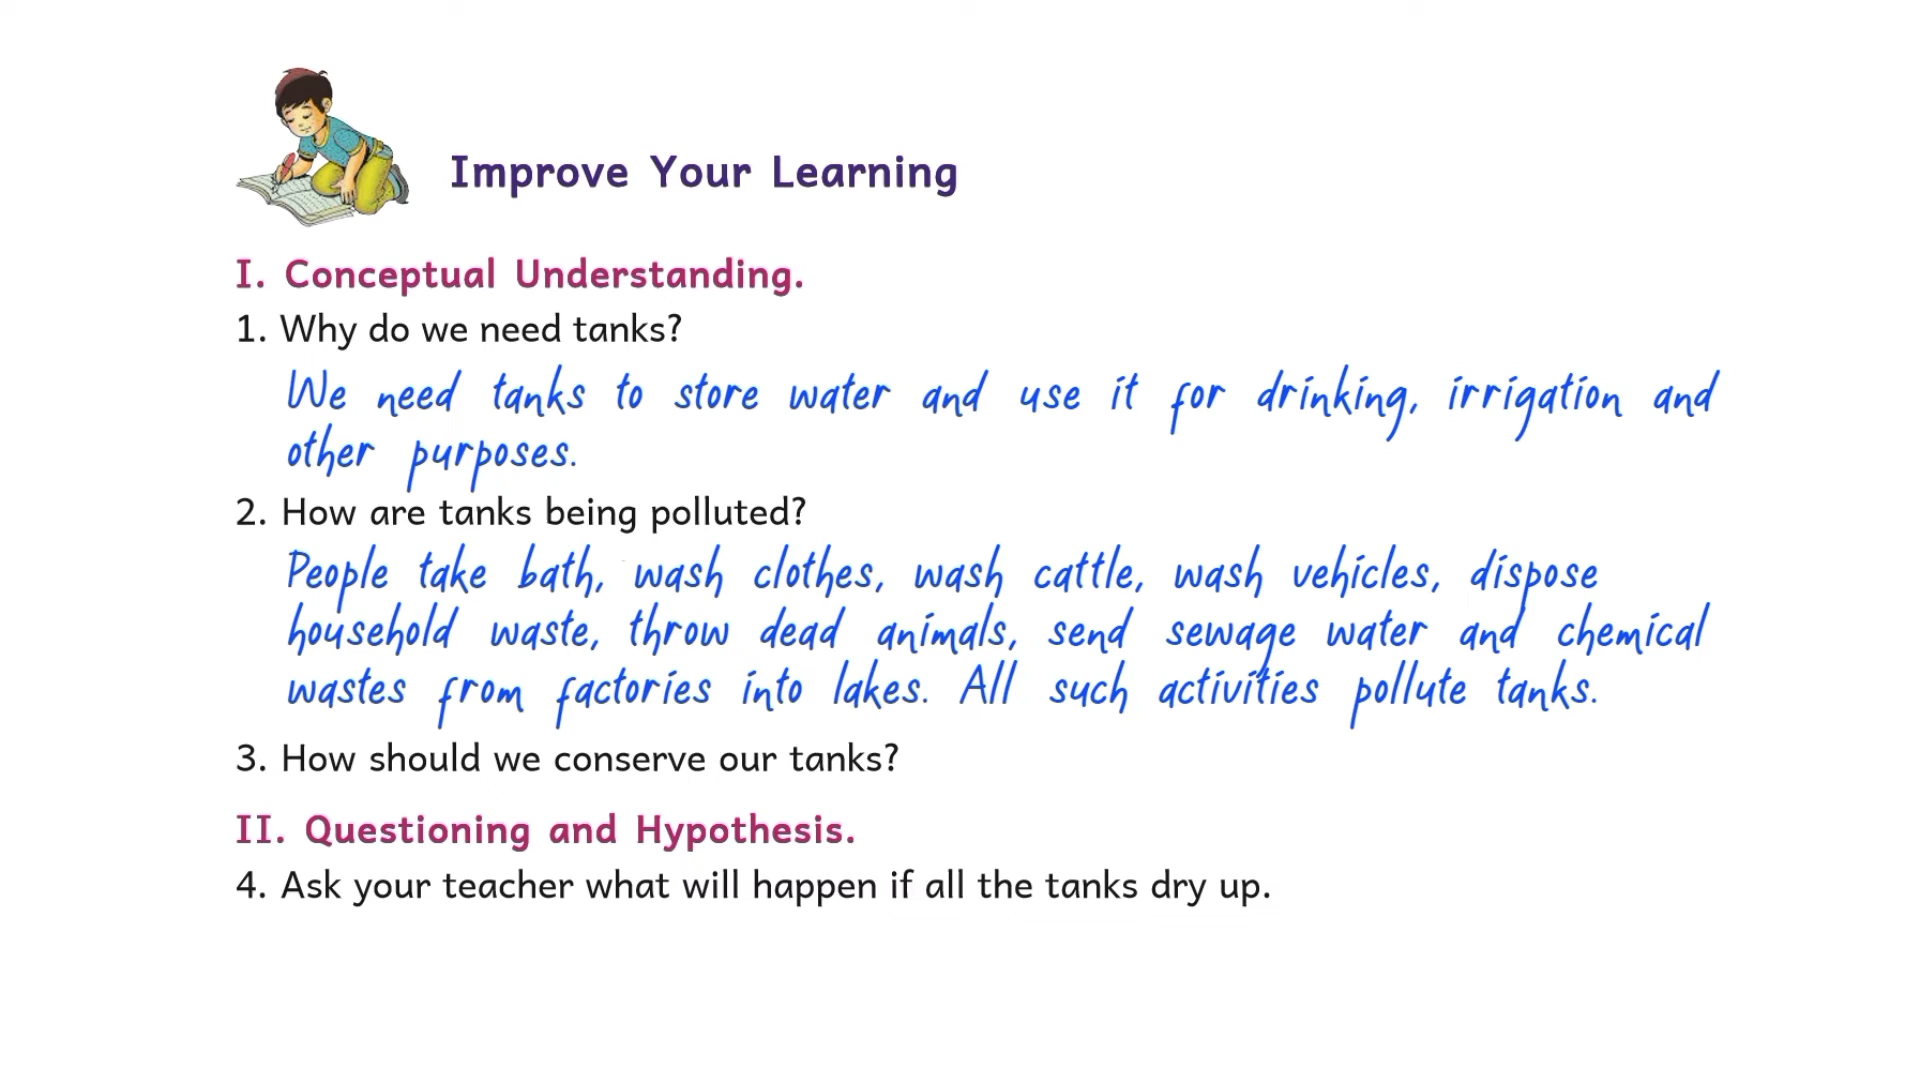 Improve Your Learning
I. Conceptual Understanding.
1. Why do we need tanks?
We need tanks to store water and use it for drinking, irrigation and
other purposes.
2. How are tanks being polluted?
People take bath, wash clothes, wash cattle, wash vehicles, dispose
household waste, throw dead animals, send sewage water and chemical
wastes from factories into lakes. All such activities pollute tanks.
3. How should we conserve our tanks?
II. Questioning and Hypothesis.
4. Ask your teacher what will happen if all the tanks dry up.